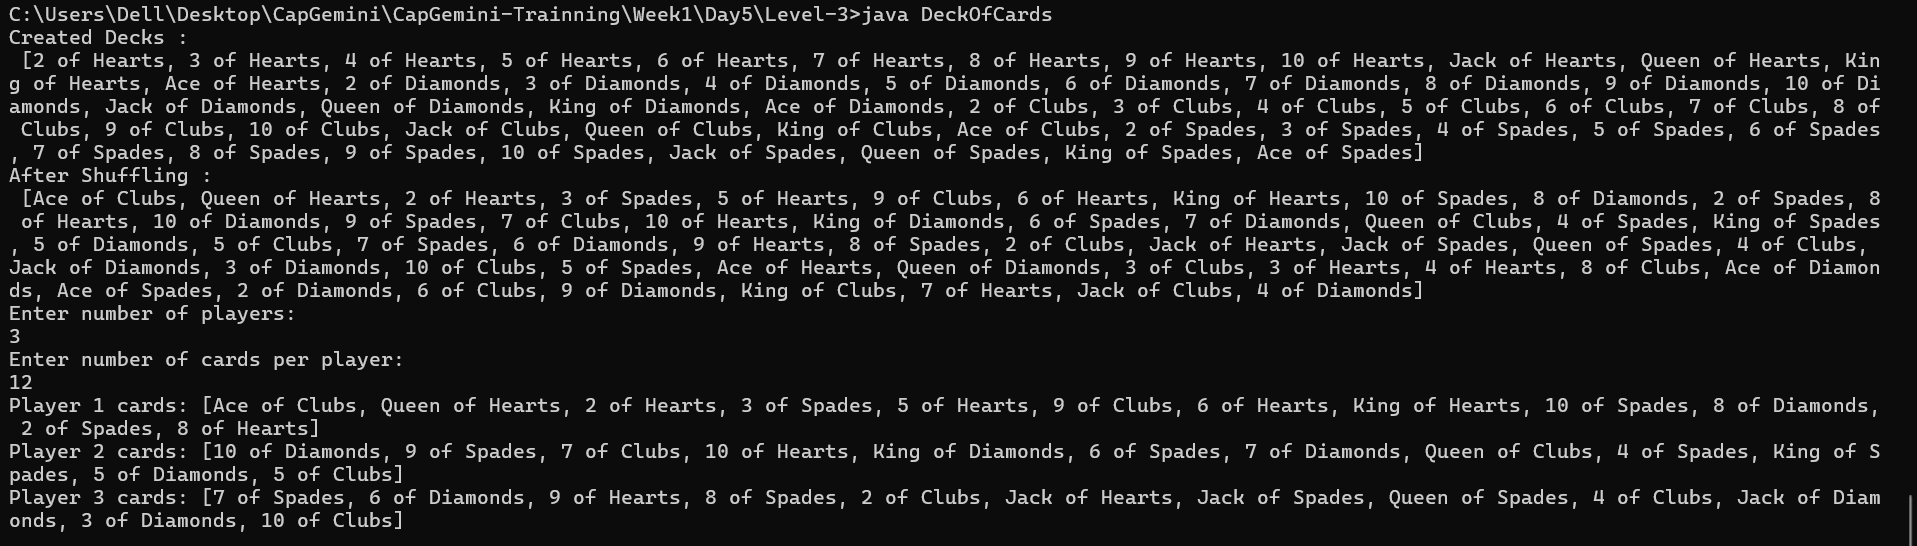 C:\Users\Dell\Desktop\CapGemini\CapGemini-Trainning\Week1\Day5\Level-3>java DeckOfCards
Created Decks :
 [2 of Hearts, 3 of Hearts, 4 of Hearts, 5 of Hearts, 6 of Hearts, 7 of Hearts, 8 of Hearts, 9 of Hearts, 10 of Hearts, Jack of Hearts, Queen of Hearts, Kin
g of Hearts, Ace of Hearts, 2 of Diamonds, 3 of Diamonds, 4 of Diamonds, 5 of Diamonds, 6 of Diamonds, 7 of Diamonds, 8 of Diamonds, 9 of Diamonds, 10 of Di
amonds, Jack of Diamonds, Queen of Diamonds, King of Diamonds, Ace of Diamonds, 2 of Clubs, 3 of Clubs, 4 of Clubs, 5 of Clubs, 6 of Clubs, 7 of Clubs, 8 of
 Clubs, 9 of Clubs, 10 of Clubs, Jack of Clubs, Queen of Clubs, King of Clubs, Ace of Clubs, 2 of Spades, 3 of Spades, 4 of Spades, 5 of Spades, 6 of Spades
, 7 of Spades, 8 of Spades, 9 of Spades, 10 of Spades, Jack of Spades, Queen of Spades, King of Spades, Ace of Spades]
After Shuffling :
 [Ace of Clubs, Queen of Hearts, 2 of Hearts, 3 of Spades, 5 of Hearts, 9 of Clubs, 6 of Hearts, King of Hearts, 10 of Spades, 8 of Diamonds, 2 of Spades, 8
 of Hearts, 10 of Diamonds, 9 of Spades, 7 of Clubs, 10 of Hearts, King of Diamonds, 6 of Spades, 7 of Diamonds, Queen of Clubs, 4 of Spades, King of Spades
, 5 of Diamonds, 5 of Clubs, 7 of Spades, 6 of Diamonds, 9 of Hearts, 8 of Spades, 2 of Clubs, Jack of Hearts, Jack of Spades, Queen of Spades, 4 of Clubs,
Jack of Diamonds, 3 of Diamonds, 10 of Clubs, 5 of Spades, Ace of Hearts, Queen of Diamonds, 3 of Clubs, 3 of Hearts, 4 of Hearts, 8 of Clubs, Ace of Diamon
ds, Ace of Spades, 2 of Diamonds, 6 of Clubs, 9 of Diamonds, King of Clubs, 7 of Hearts, Jack of Clubs, 4 of Diamonds]
Enter number of players:
3
Enter number of cards per player:
12
Player 1 cards: [Ace of Clubs, Queen of Hearts, 2 of Hearts, 3 of Spades, 5 of Hearts, 9 of Clubs, 6 of Hearts, King of Hearts, 10 of Spades, 8 of Diamonds,
 2 of Spades, 8 of Hearts]
Player 2 cards: [10 of Diamonds, 9 of Spades, 7 of Clubs, 10 of Hearts, King of Diamonds, 6 of Spades, 7 of Diamonds, Queen of Clubs, 4 of Spades, King of S
pades, 5 of Diamonds, 5 of Clubs]
Player 3 cards: [7 of Spades, 6 of Diamonds, 9 of Hearts, 8 of Spades, 2 of Clubs, Jack of Hearts, Jack of Spades, Queen of Spades, 4 of Clubs, Jack of Diam
onds, 3 of Diamonds, 10 of Clubs]